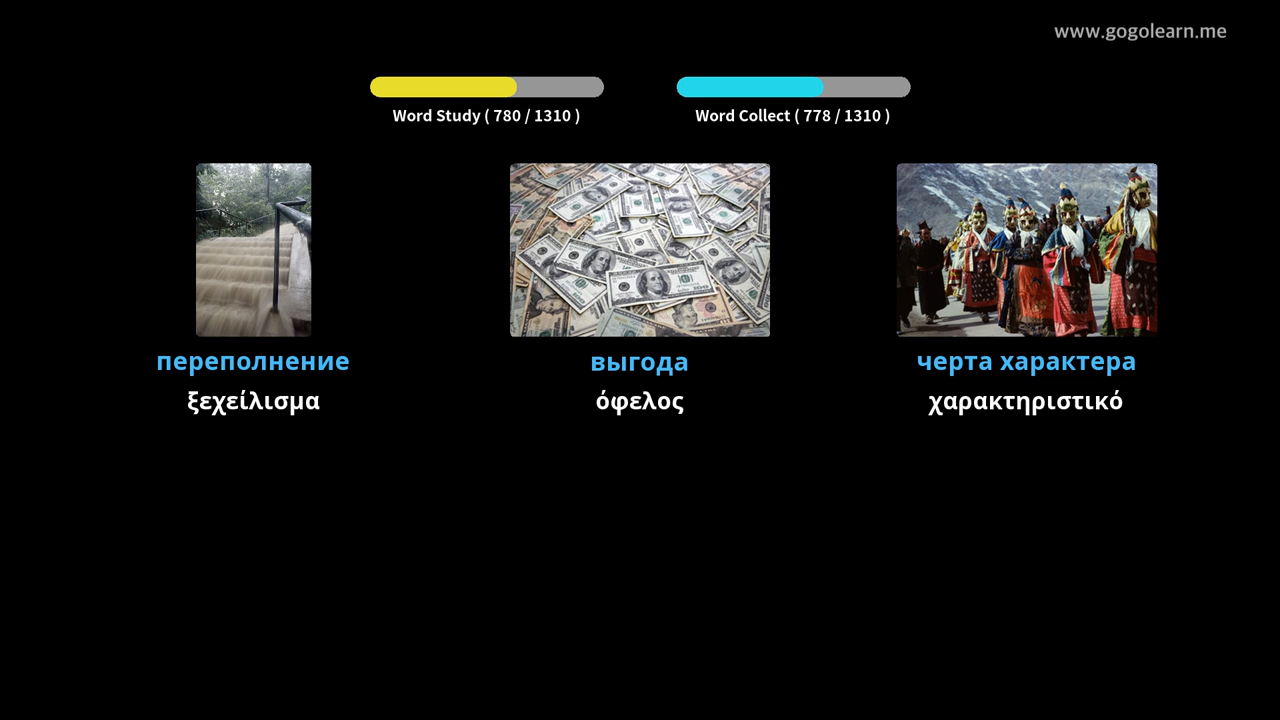 www.gogolearn.me
Word Study ( 780 / 1310 )
Word Collect ( 778 / 1310 )
переполнение
выгода
черта характера
ξεχείλισμα
όφελος
χαρακτηριστικό